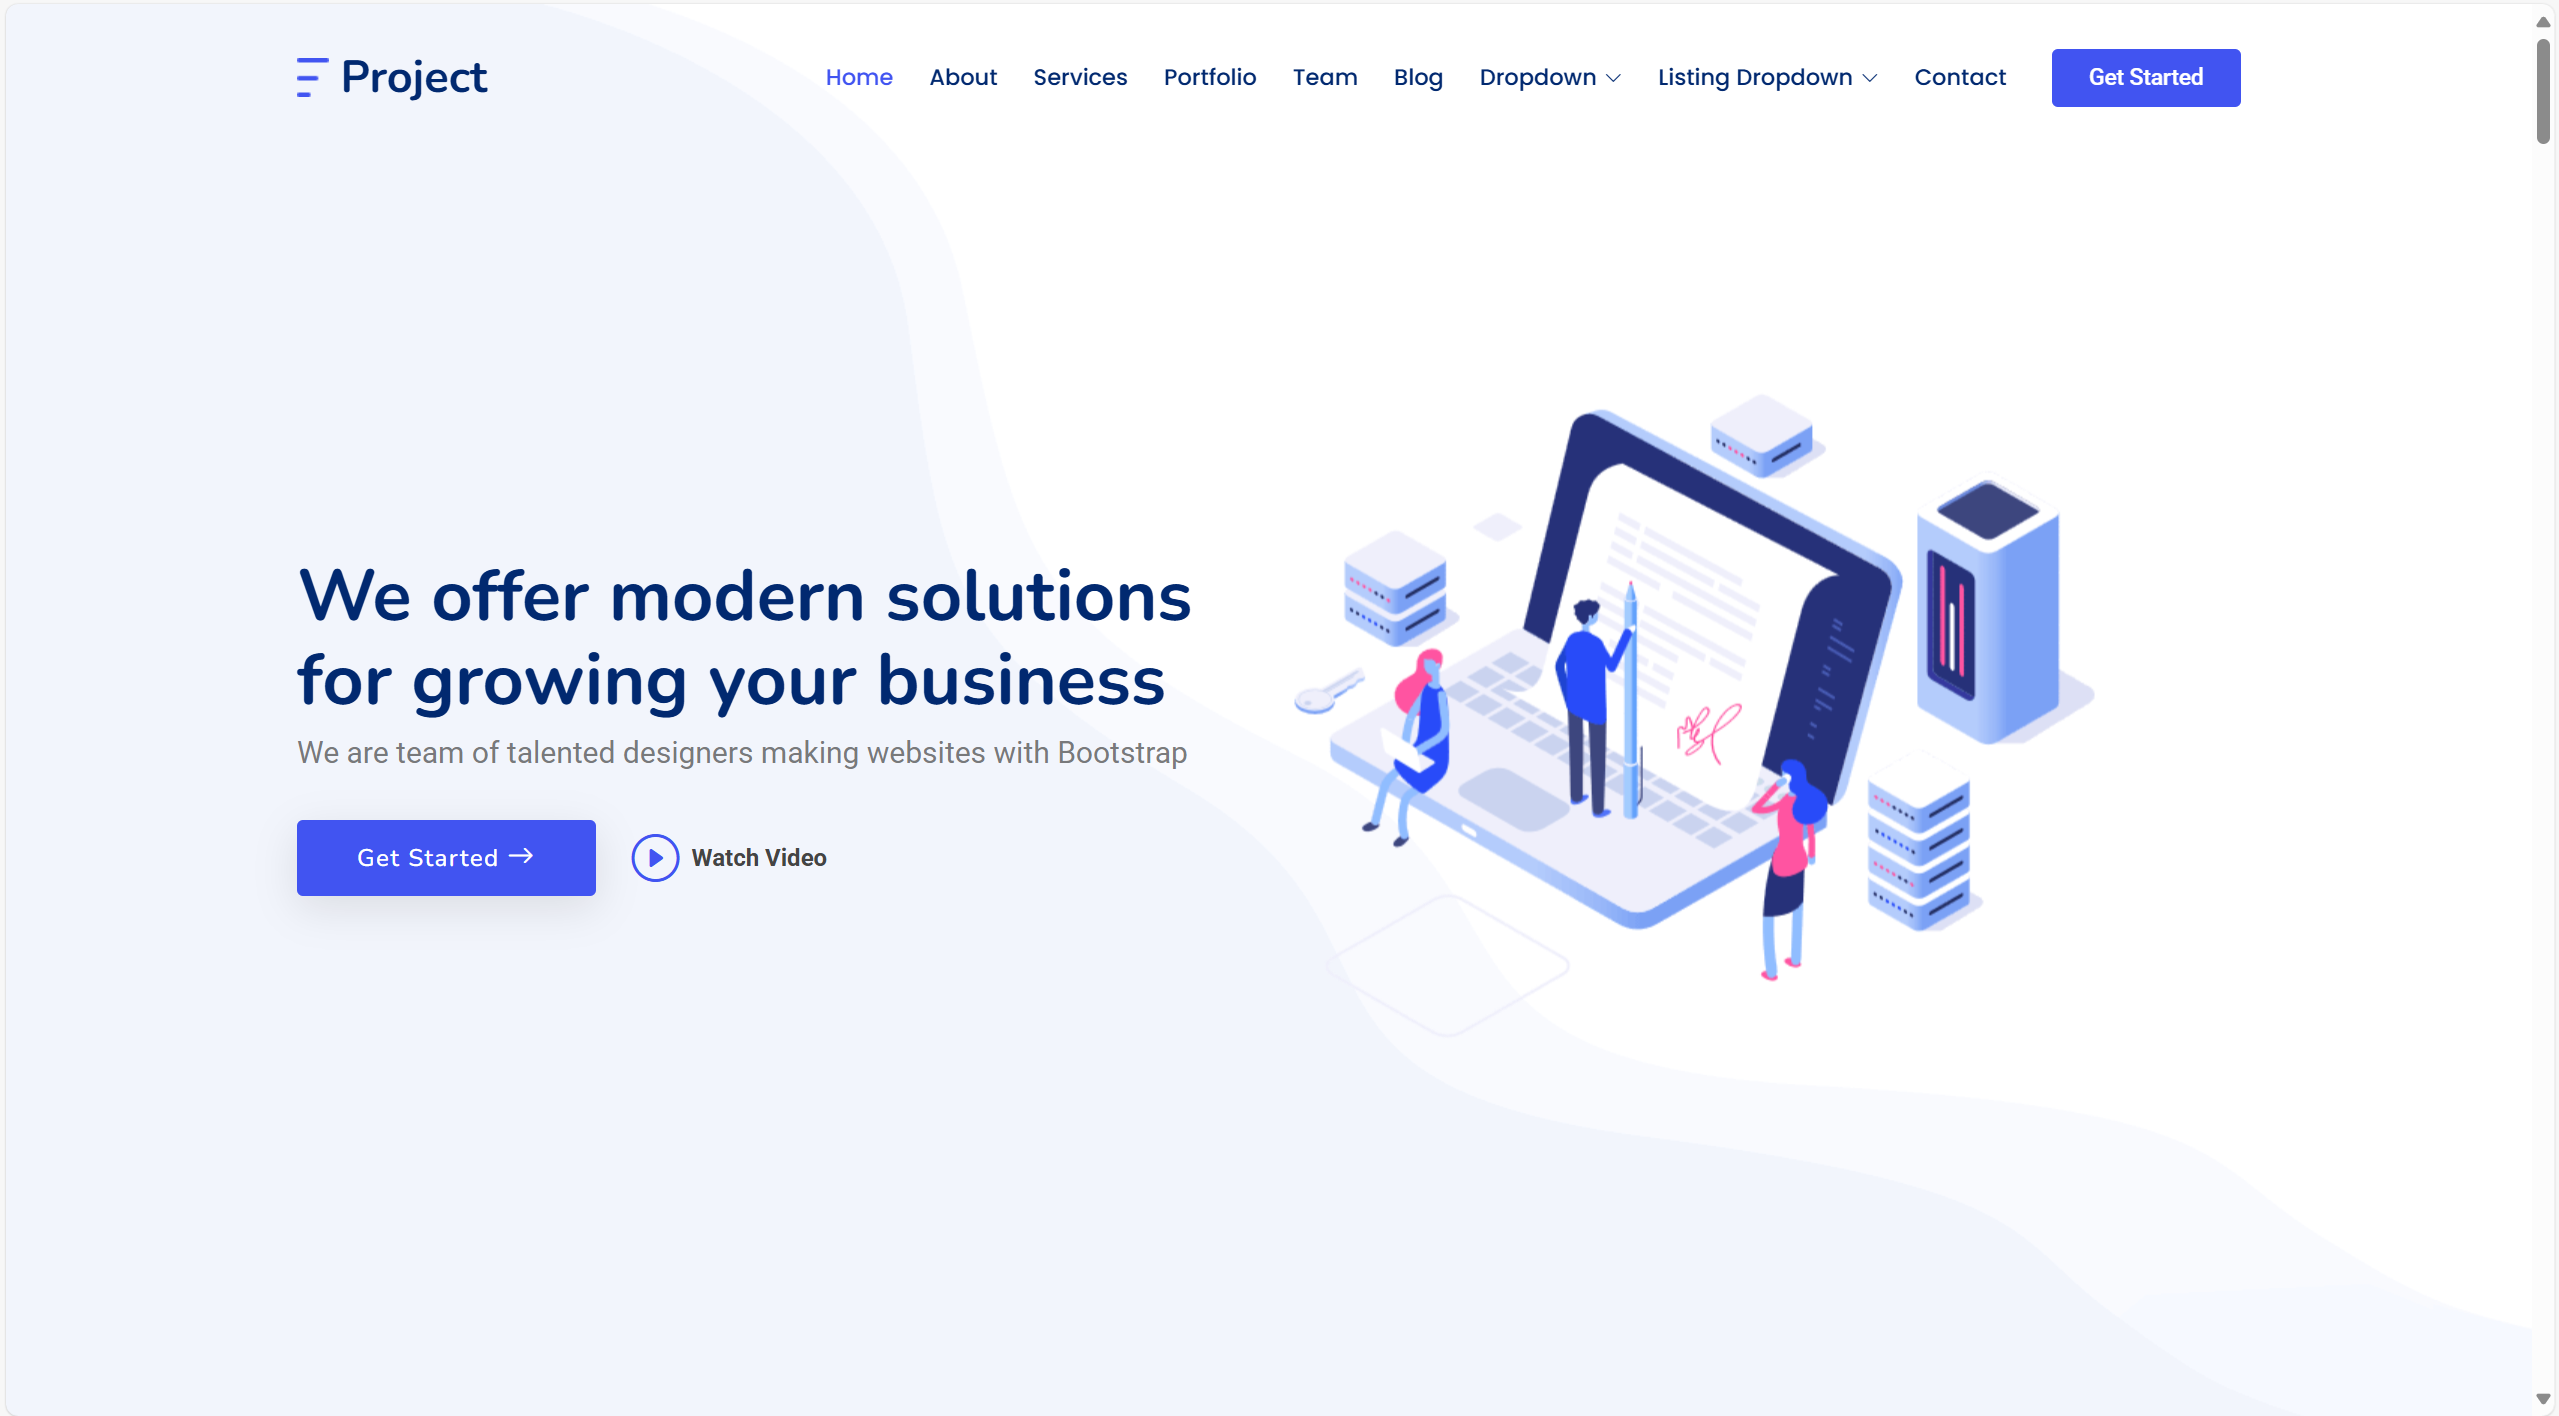 Project
Home About Services Portfolio Team Blog Dropdown Listing Dropdown Contact Get Started
We offer modern solutions
for growing your business
We are team of talented designers making websites with Bootstrap
Get Started
Watch Video